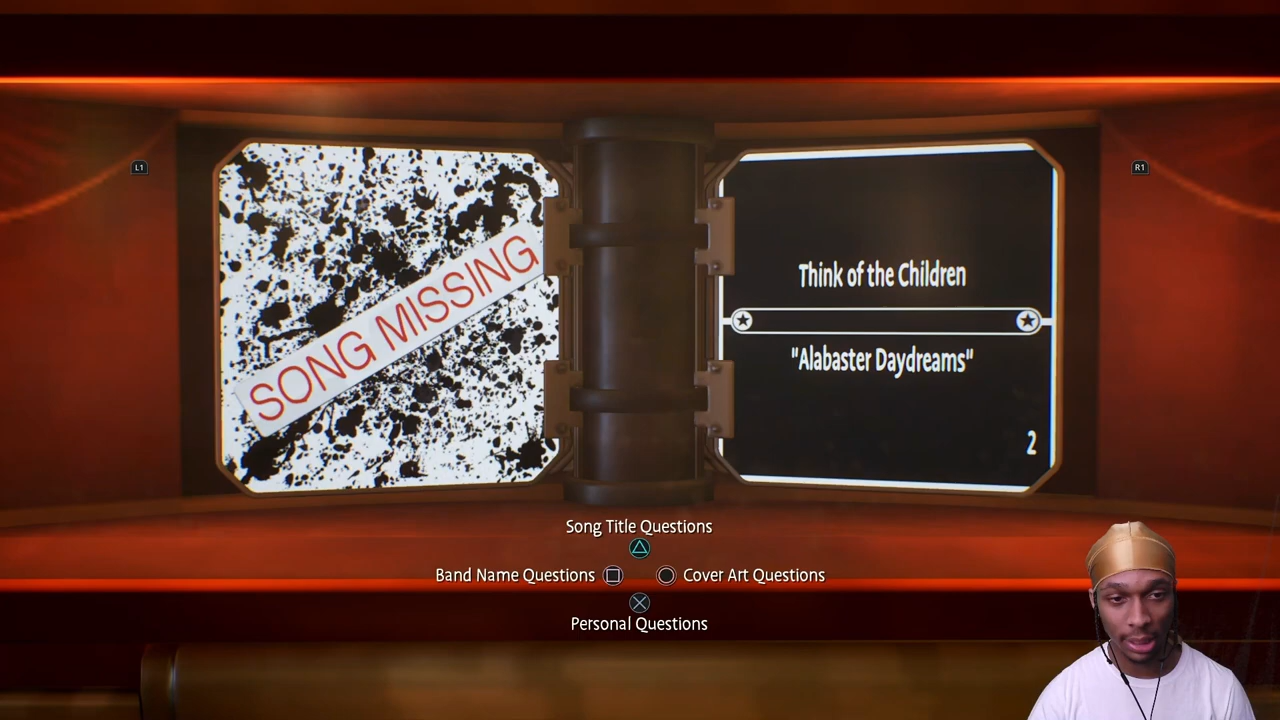 L1
R1
SONG MISSING
Think of the Children
"Alabaster Daydreams"
2
Song Title Questions
Band Name Questions
Cover Art Questions
Personal Questions